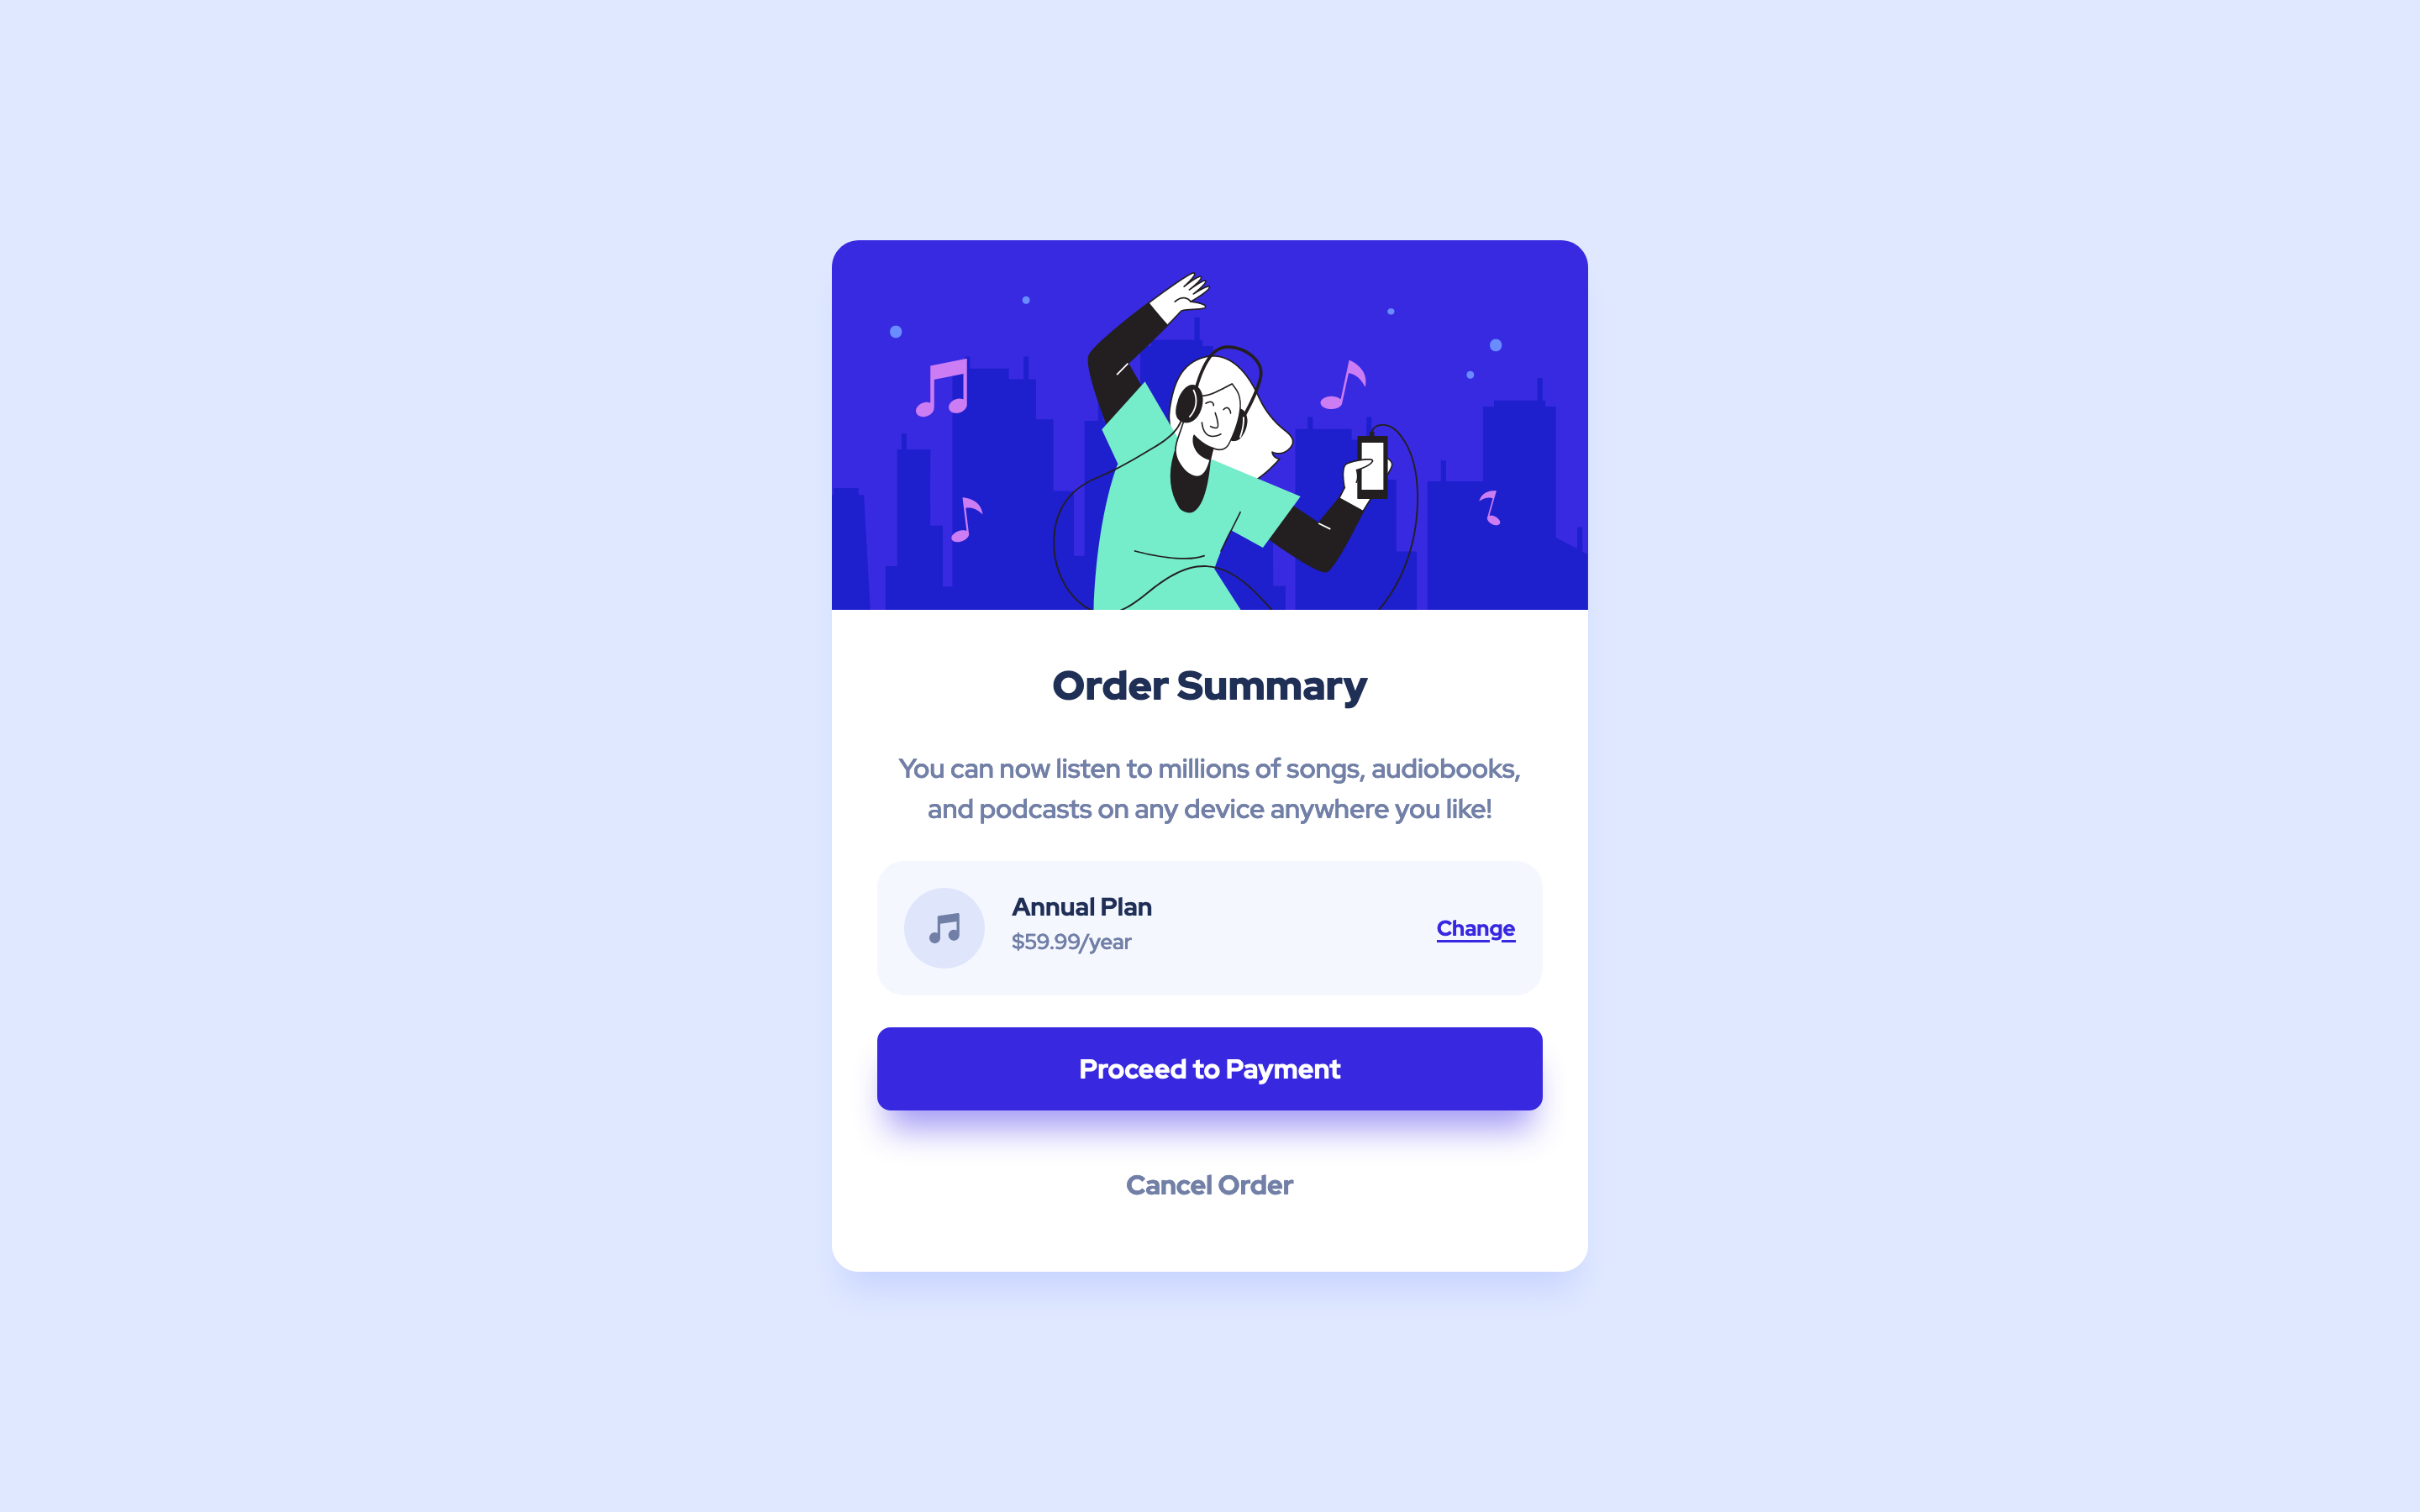 Order Summary
You can now listen to millions of songs, audiobooks,
and podcasts on any device anywhere you like!
Annual Plan
$59.99/year
Change
Proceed to Payment
Cancel Order